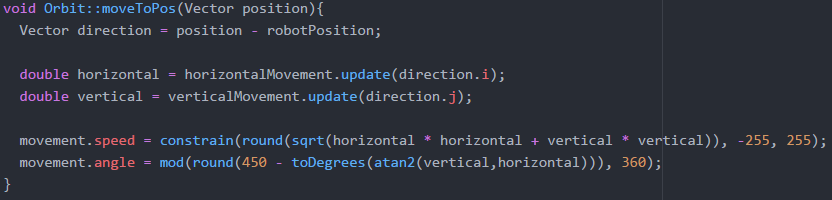 void Orbit::moveToPos(Vector position){
  Vector direction = position - robotPosition;

  double horizontal = horizontalMovement.update(direction.i);
  double vertical = verticalMovement.update(direction.j);

  movement.speed = constrain(round(sqrt(horizontal * horizontal + vertical * vertical)), -255, 255);
  movement.angle = mod(round(450 - toDegrees(atan2(vertical,horizontal))), 360);
}